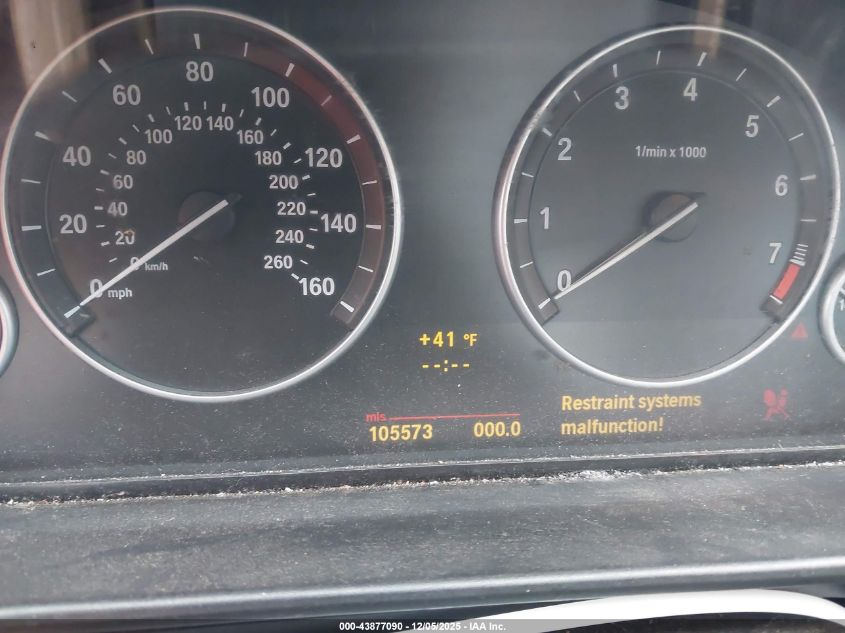 0 20 40 60 80 100 120 140 160
mph
0 20 40 60 80 100 120 140 160 180 200 220 240 260
km/h
0 1 2 3 4 5 6 7
1/min x 1000
+41 °F
--:--
mls
105573 000.0
Restraint systems
malfunction!
000-43877090 - 12/05/2025 - IAA Inc.